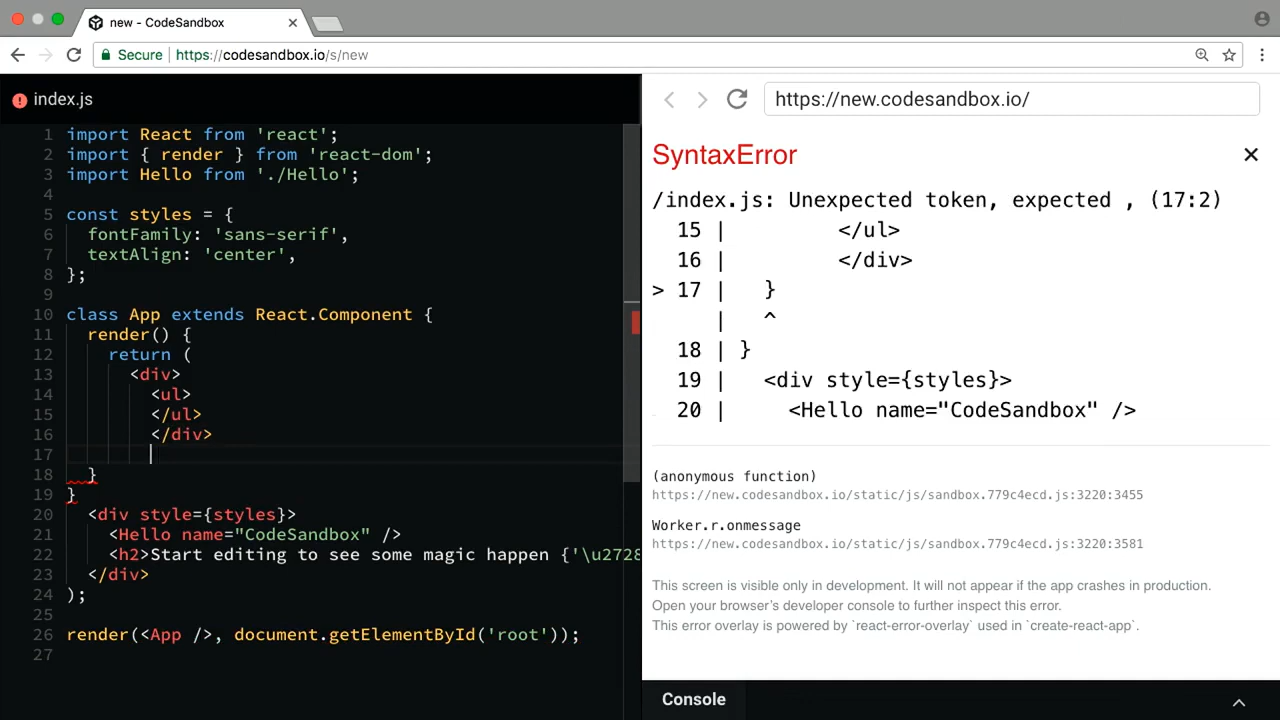 new - CodeSandbox
Secure https://codesandbox.io/s/new
index.js
1 import React from 'react';
2 import { render } from 'react-dom';
3 import Hello from './Hello';
4
5 const styles = {
6 fontFamily: 'sans-serif',
7 textAlign: 'center',
8 };
9
10 class App extends React.Component {
11 render() {
12 return (
13 <div>
14 <ul>
15 </ul>
16 </div>
17
18 }
19 }
20 <div style={styles}>
21 <Hello name="CodeSandbox" />
22 <h2>Start editing to see some magic happen {'\u2728
23 </div>
24 );
25
26 render(<App />, document.getElementById('root'));
27
https://new.codesandbox.io/
SyntaxError
/index.js: Unexpected token, expected , (17:2)
15 | </ul>
16 | </div>
> 17 | }
| ^
18 | }
19 | <div style={styles}>
20 | <Hello name="CodeSandbox" />
(anonymous function)
https://new.codesandbox.io/static/js/sandbox.779c4ecd.js:3220:3455
Worker.r.onmessage
https://new.codesandbox.io/static/js/sandbox.779c4ecd.js:3220:3581
This screen is visible only in development. It will not appear if the app crashes in production.
Open your browser's developer console to further inspect this error.
This error overlay is powered by `react-error-overlay` used in `create-react-app`.
Console